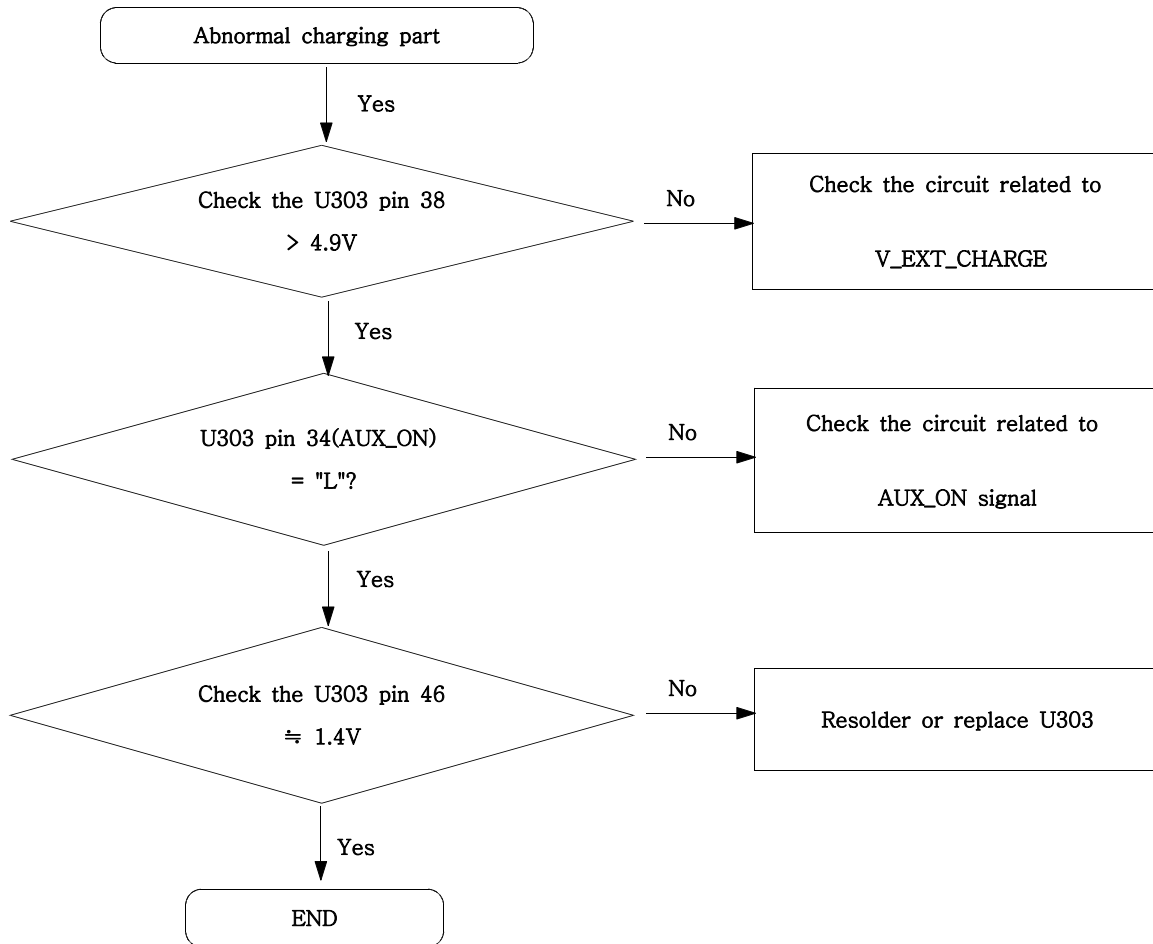 Abnormal charging part
Yes
Check the U303 pin 38
> 4.9V
No
Check the circuit related to
V_EXT_CHARGE
Yes
U303 pin 34(AUX_ON)
= "L"?
No
Check the circuit related to
AUX_ON signal
Yes
Check the U303 pin 46
≒ 1.4V
No
Resolder or replace U303
Yes
END